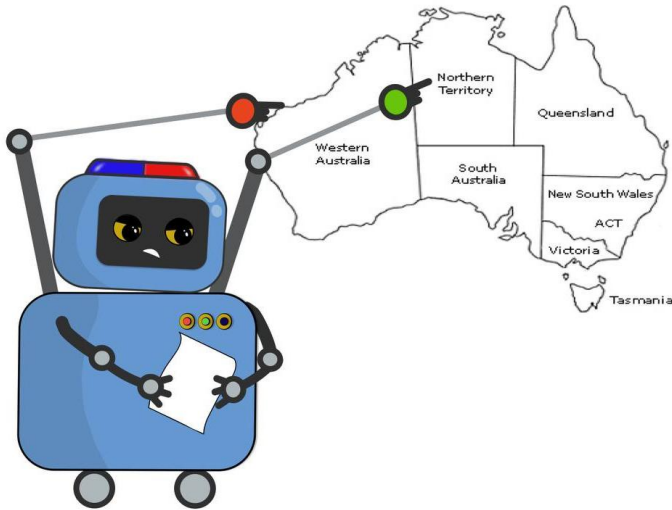 Northern
Territory
Queensland
Western
Australia
South
Australia
New South Wales
ACT
Victoria
Tasmania